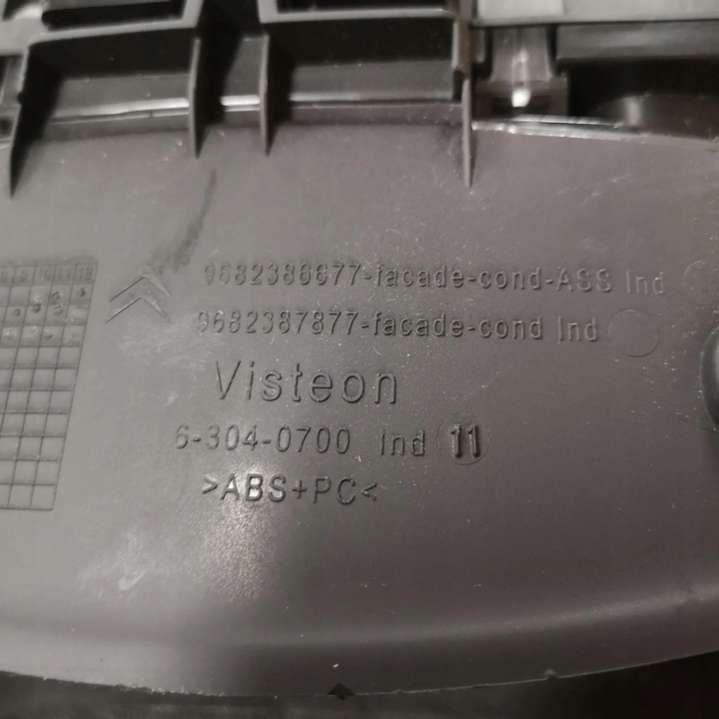 9682386677-facade-cond-ASS Ind
9682387877-facade-cond Ind
Visteon
6-304-0700 Ind 11
>ABS+PC<